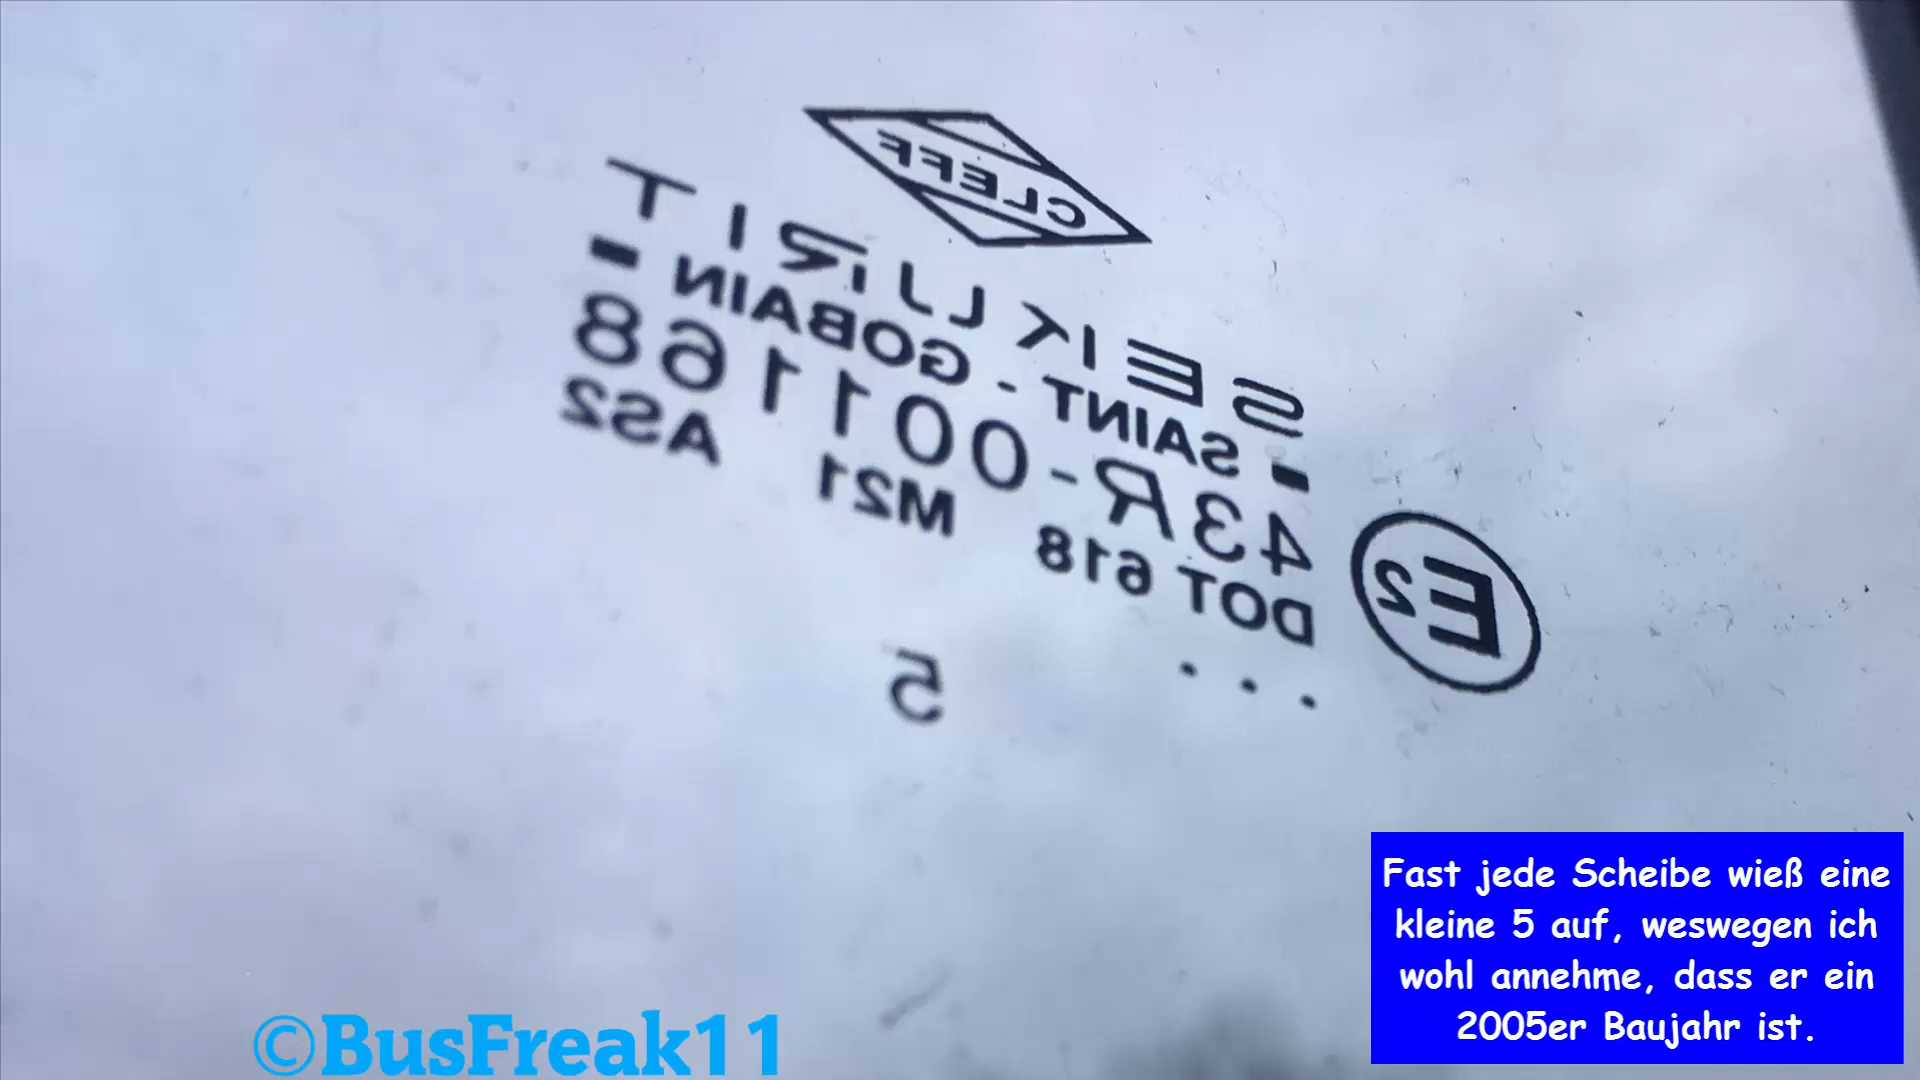 CLEFF
SEKURIT
SAINT-GOBAIN
E2
43R-001168
DOT 618 M21 AS2
... 5
Fast jede Scheibe wieß eine
kleine 5 auf, weswegen ich
wohl annehme, dass er ein
2005er Baujahr ist.
©BusFreak11